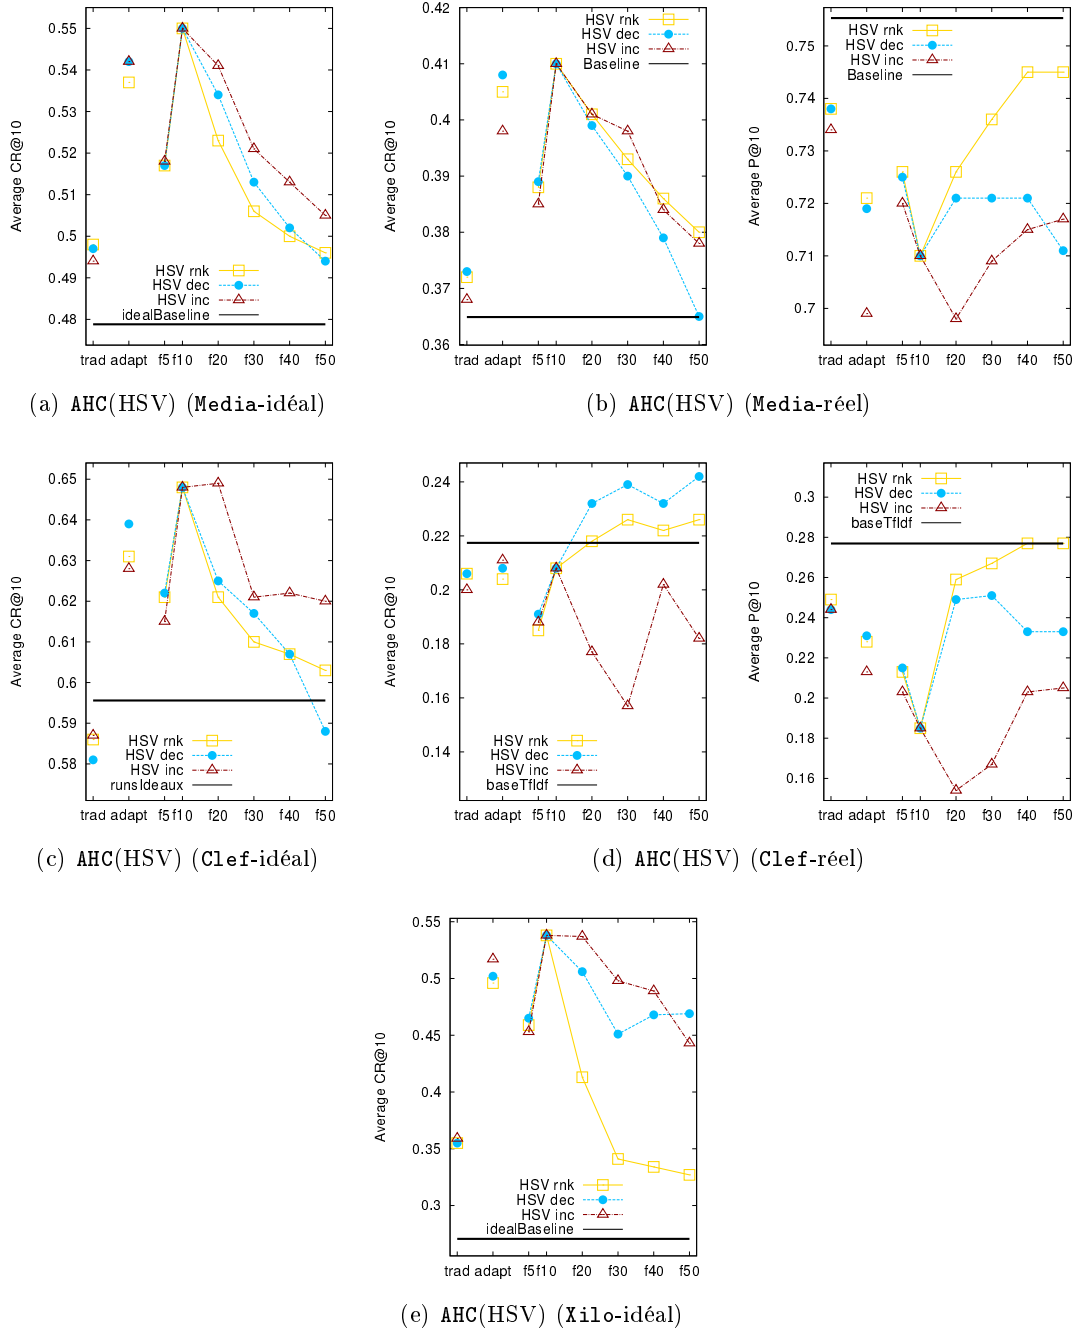 0.55
0.54
0.53
0.52
0.51
0.5
0.49
0.48
Average CR@10
HSV rnk
HSV dec
HSV inc
idealBaseline
trad adapt f5 f10 f20 f30 f40 f50
(a) AHC(HSV) (Media-idéal)
0.42
0.41
0.4
0.39
0.38
0.37
0.36
Average CR@10
HSV rnk
HSV dec
HSV inc
Baseline
trad adapt f5 f10 f20 f30 f40 f50
0.75
0.74
0.73
0.72
0.71
0.7
Average P@10
HSV rnk
HSV dec
HSV inc
Baseline
trad adapt f5 f10 f20 f30 f40 f50
(b) AHC(HSV) (Media-réel)
0.65
0.64
0.63
0.62
0.61
0.6
0.59
0.58
Average CR@10
HSV rnk
HSV dec
HSV inc
runsIdeaux
trad adapt f5 f10 f20 f30 f40 f50
(c) AHC(HSV) (Clef-idéal)
0.24
0.22
0.2
0.18
0.16
0.14
Average CR@10
HSV rnk
HSV dec
HSV inc
baseTfIdf
trad adapt f5 f10 f20 f30 f40 f50
0.3
0.28
0.26
0.24
0.22
0.2
0.18
0.16
Average P@10
HSV rnk
HSV dec
HSV inc
baseTfIdf
trad adapt f5 f10 f20 f30 f40 f50
(d) AHC(HSV) (Clef-réel)
0.55
0.5
0.45
0.4
0.35
0.3
Average CR@10
HSV rnk
HSV dec
HSV inc
idealBaseline
trad adapt f5 f10 f20 f30 f40 f50
(e) AHC(HSV) (Xilo-idéal)